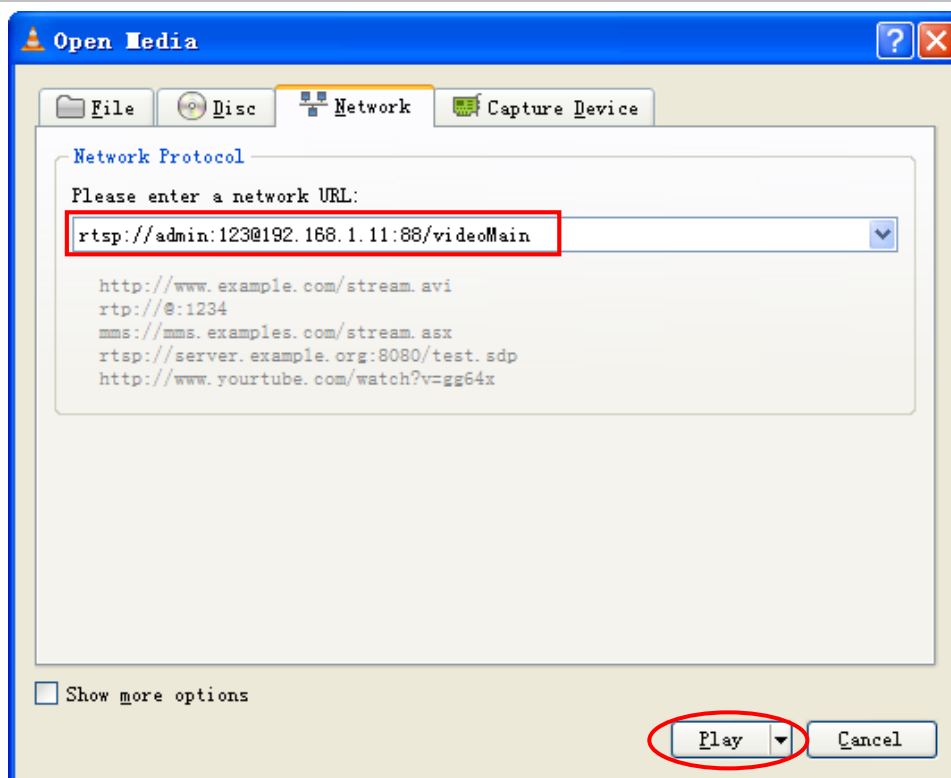 Open Media
File Disc Network Capture Device
Network Protocol
Please enter a network URL:
rtsp://admin:123@192.168.1.11:88/videoMain
http://www.example.com/stream.avi
rtp://@:1234
mms://mms.examples.com/stream.asx
rtsp://server.example.org:8080/test.sdp
http://www.yourtube.com/watch?v=gg64x
Show more options
Play Cancel